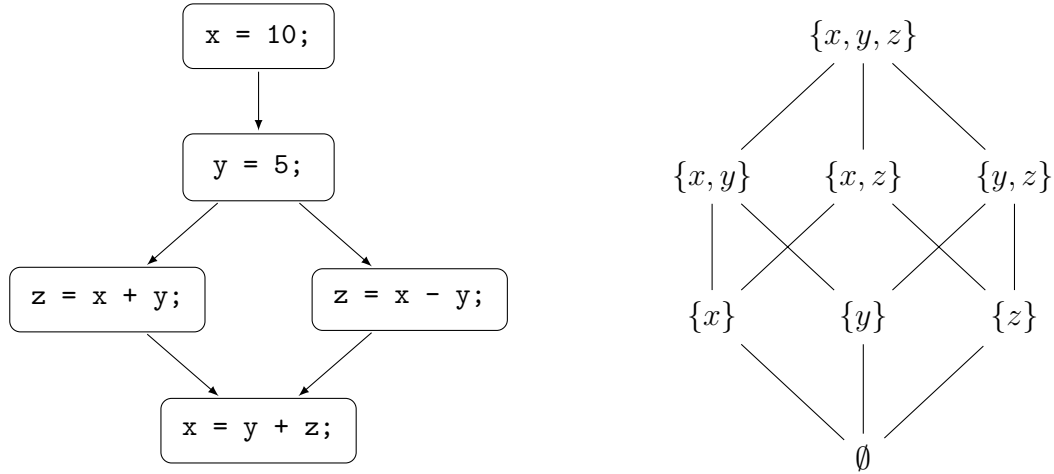 x = 10;
y = 5;
z = x + y;
z = x - y;
x = y + z;
{x, y, z}
{x, y}
{x, z}
{y, z}
{x}
{y}
{z}
∅